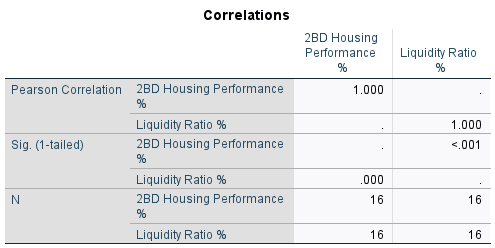 Correlations
2BD Housing
Performance
%
Liquidity Ratio
%
Pearson Correlation
2BD Housing Performance
%
1.000
.
Liquidity Ratio %
.
1.000
Sig. (1-tailed)
2BD Housing Performance
%
.
<.001
Liquidity Ratio %
.000
.
N
2BD Housing Performance
%
16
16
Liquidity Ratio %
16
16